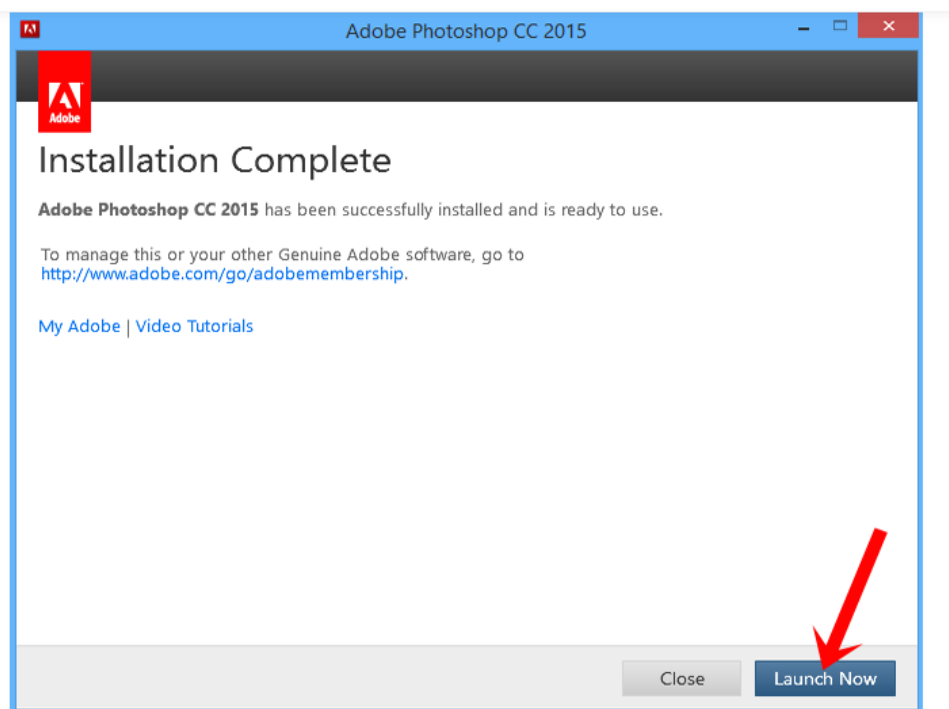 Adobe Photoshop CC 2015
Adobe
Installation Complete
Adobe Photoshop CC 2015 has been successfully installed and is ready to use.
To manage this or your other Genuine Adobe software, go to
http://www.adobe.com/go/adobemembership.
My Adobe | Video Tutorials
Close Launch Now